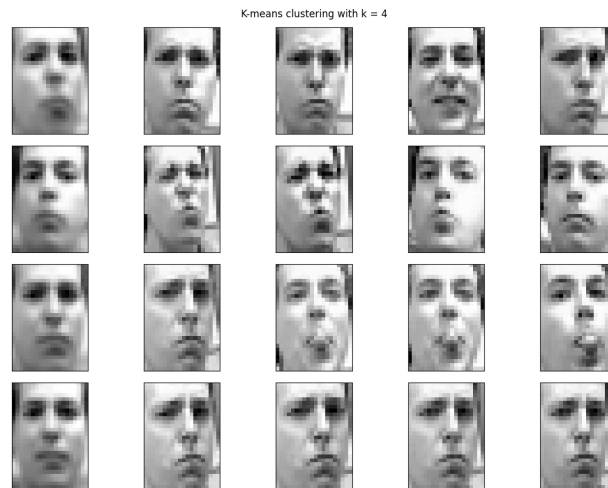 K-means clustering with k = 4